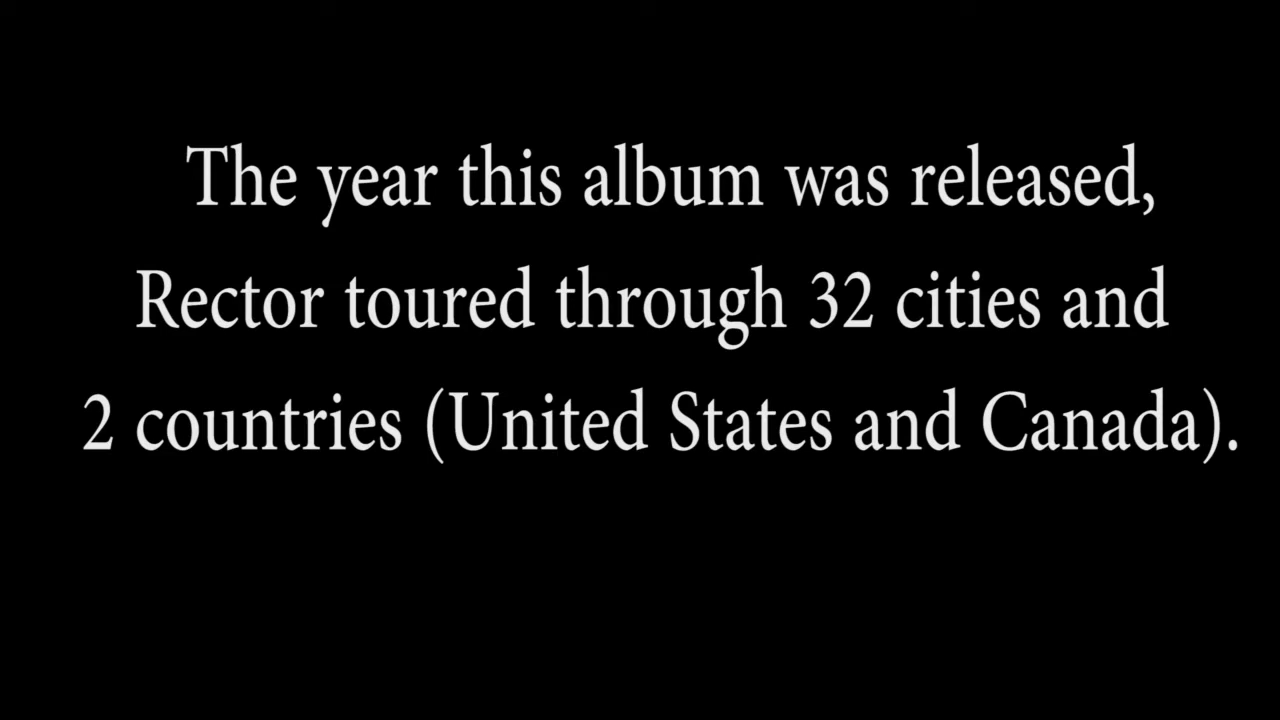 The year this album was released,
Rector toured through 32 cities and
2 countries (United States and Canada).